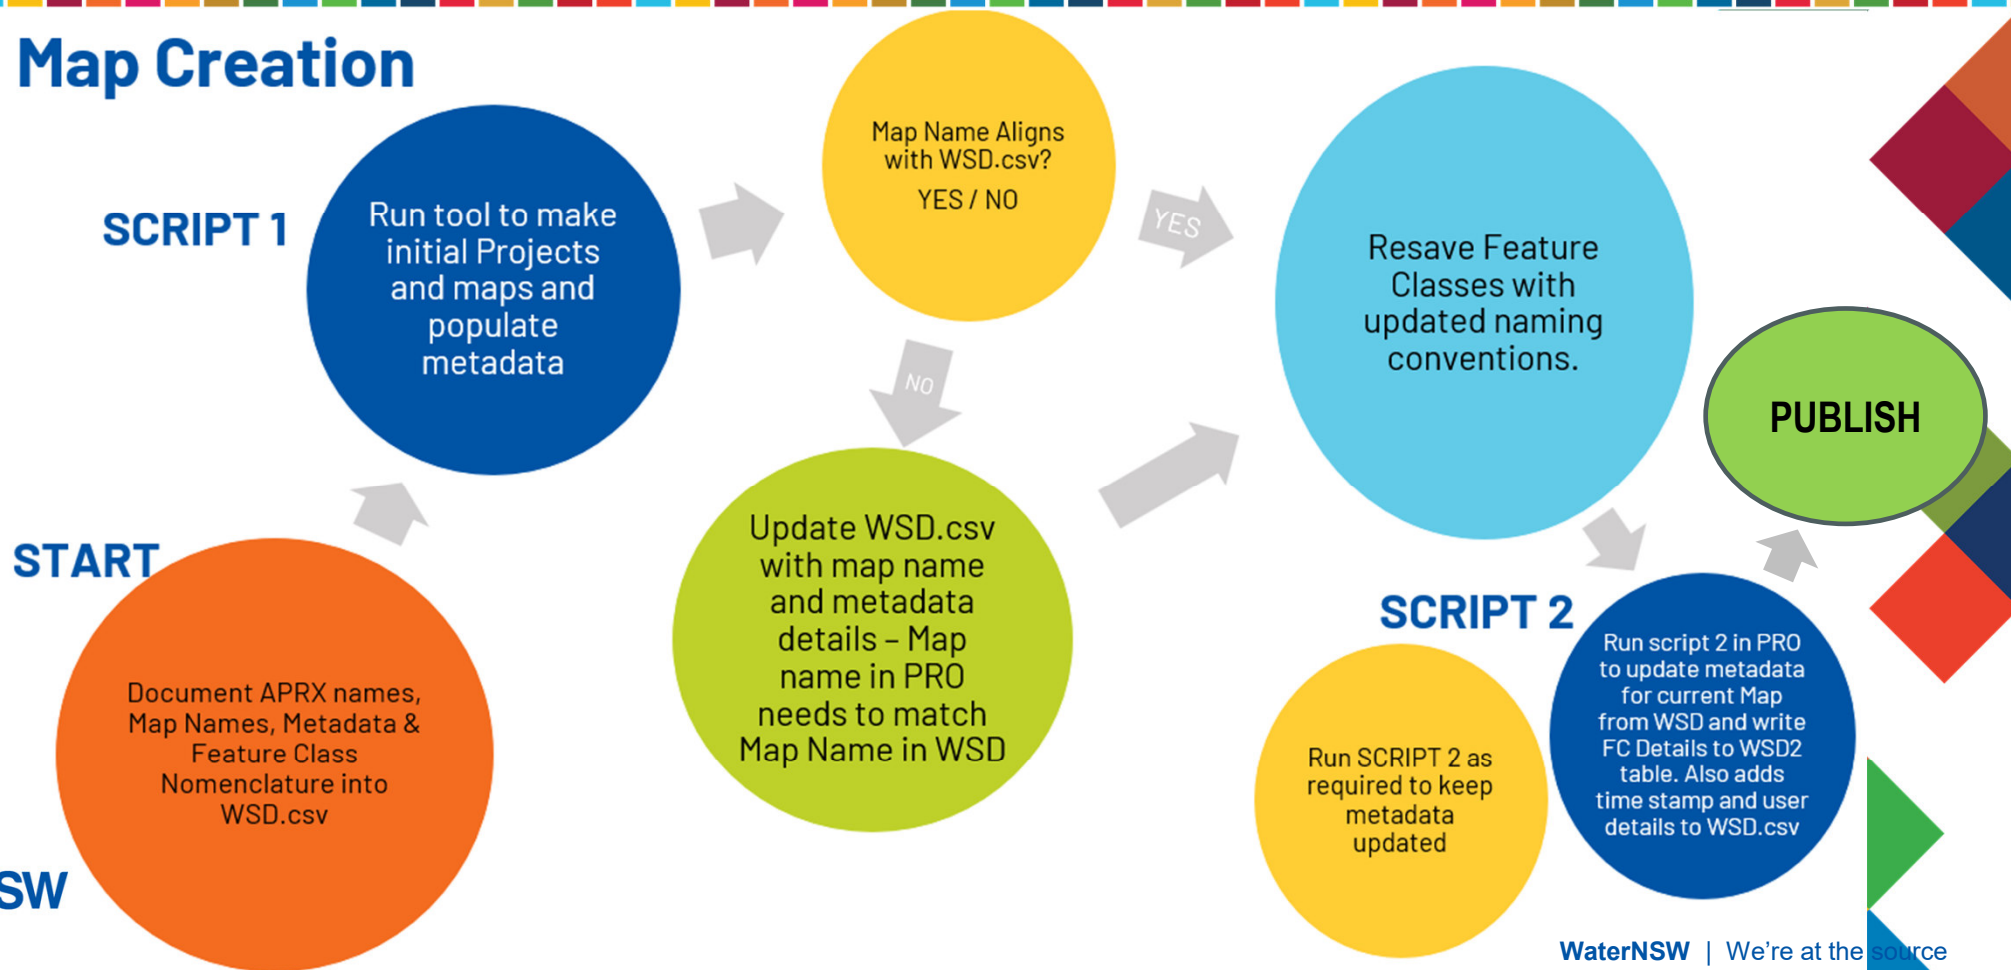 Map Creation
SCRIPT 1
Run tool to make
initial Projects
and maps and
populate
metadata
Map Name Aligns
with WSD.csv?
YES / NO
YES
NO
Resave Feature
Classes with
updated naming
conventions.
PUBLISH
START
Document APRX names,
Map Names, Metadata &
Feature Class
Nomenclature into
WSD.csv
Update WSD.csv
with map name
and metadata
details – Map
name in PRO
needs to match
Map Name in WSD
SCRIPT 2
Run SCRIPT 2 as
required to keep
metadata
updated
Run script 2 in PRO
to update metadata
for current Map
from WSD and write
FC Details to WSD2
table. Also adds
time stamp and user
details to WSD.csv
SW
WaterNSW | We're at the source